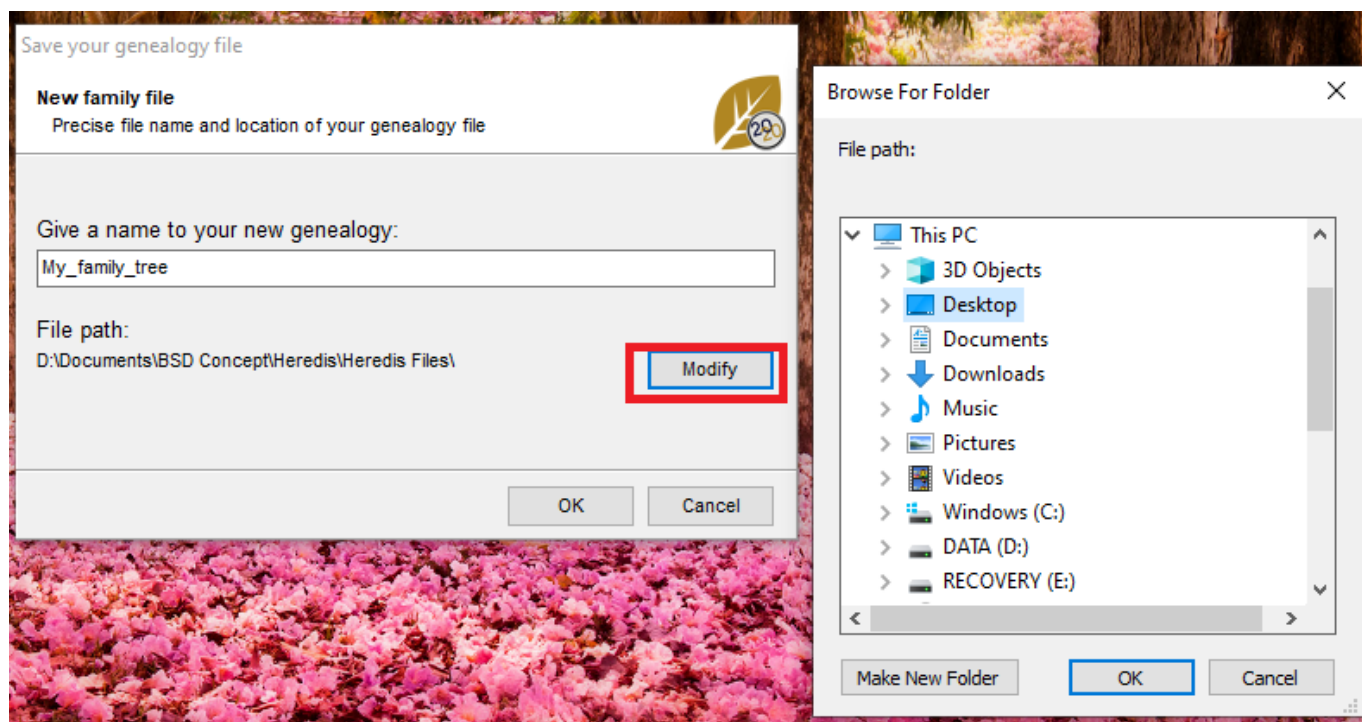 Save your genealogy file
New family file
Precise file name and location of your genealogy file
2020
Give a name to your new genealogy:
My_family_tree
File path:
D:\Documents\BSD Concept\Heredis\Heredis Files\
Modify
OK
Cancel
Browse For Folder
File path:
This PC
3D Objects
Desktop
Documents
Downloads
Music
Pictures
Videos
Windows (C:)
DATA (D:)
RECOVERY (E:)
Make New Folder
OK
Cancel